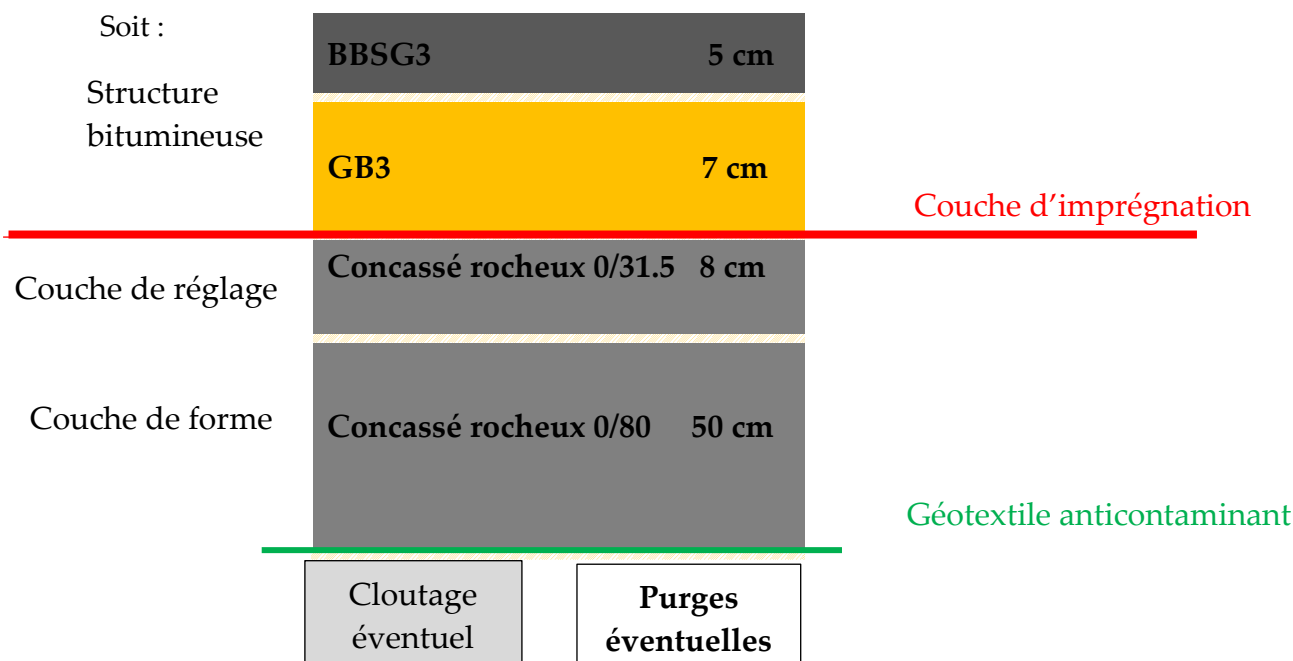 Soit :
BBSG3 5 cm
Structure
bitumineuse
GB3 7 cm
Couche d’imprégnation
Concassé rocheux 0/31.5 8 cm
Couche de réglage
Couche de forme
Concassé rocheux 0/80 50 cm
Géotextile anticontaminant
Cloutage
éventuel
Purges
éventuelles